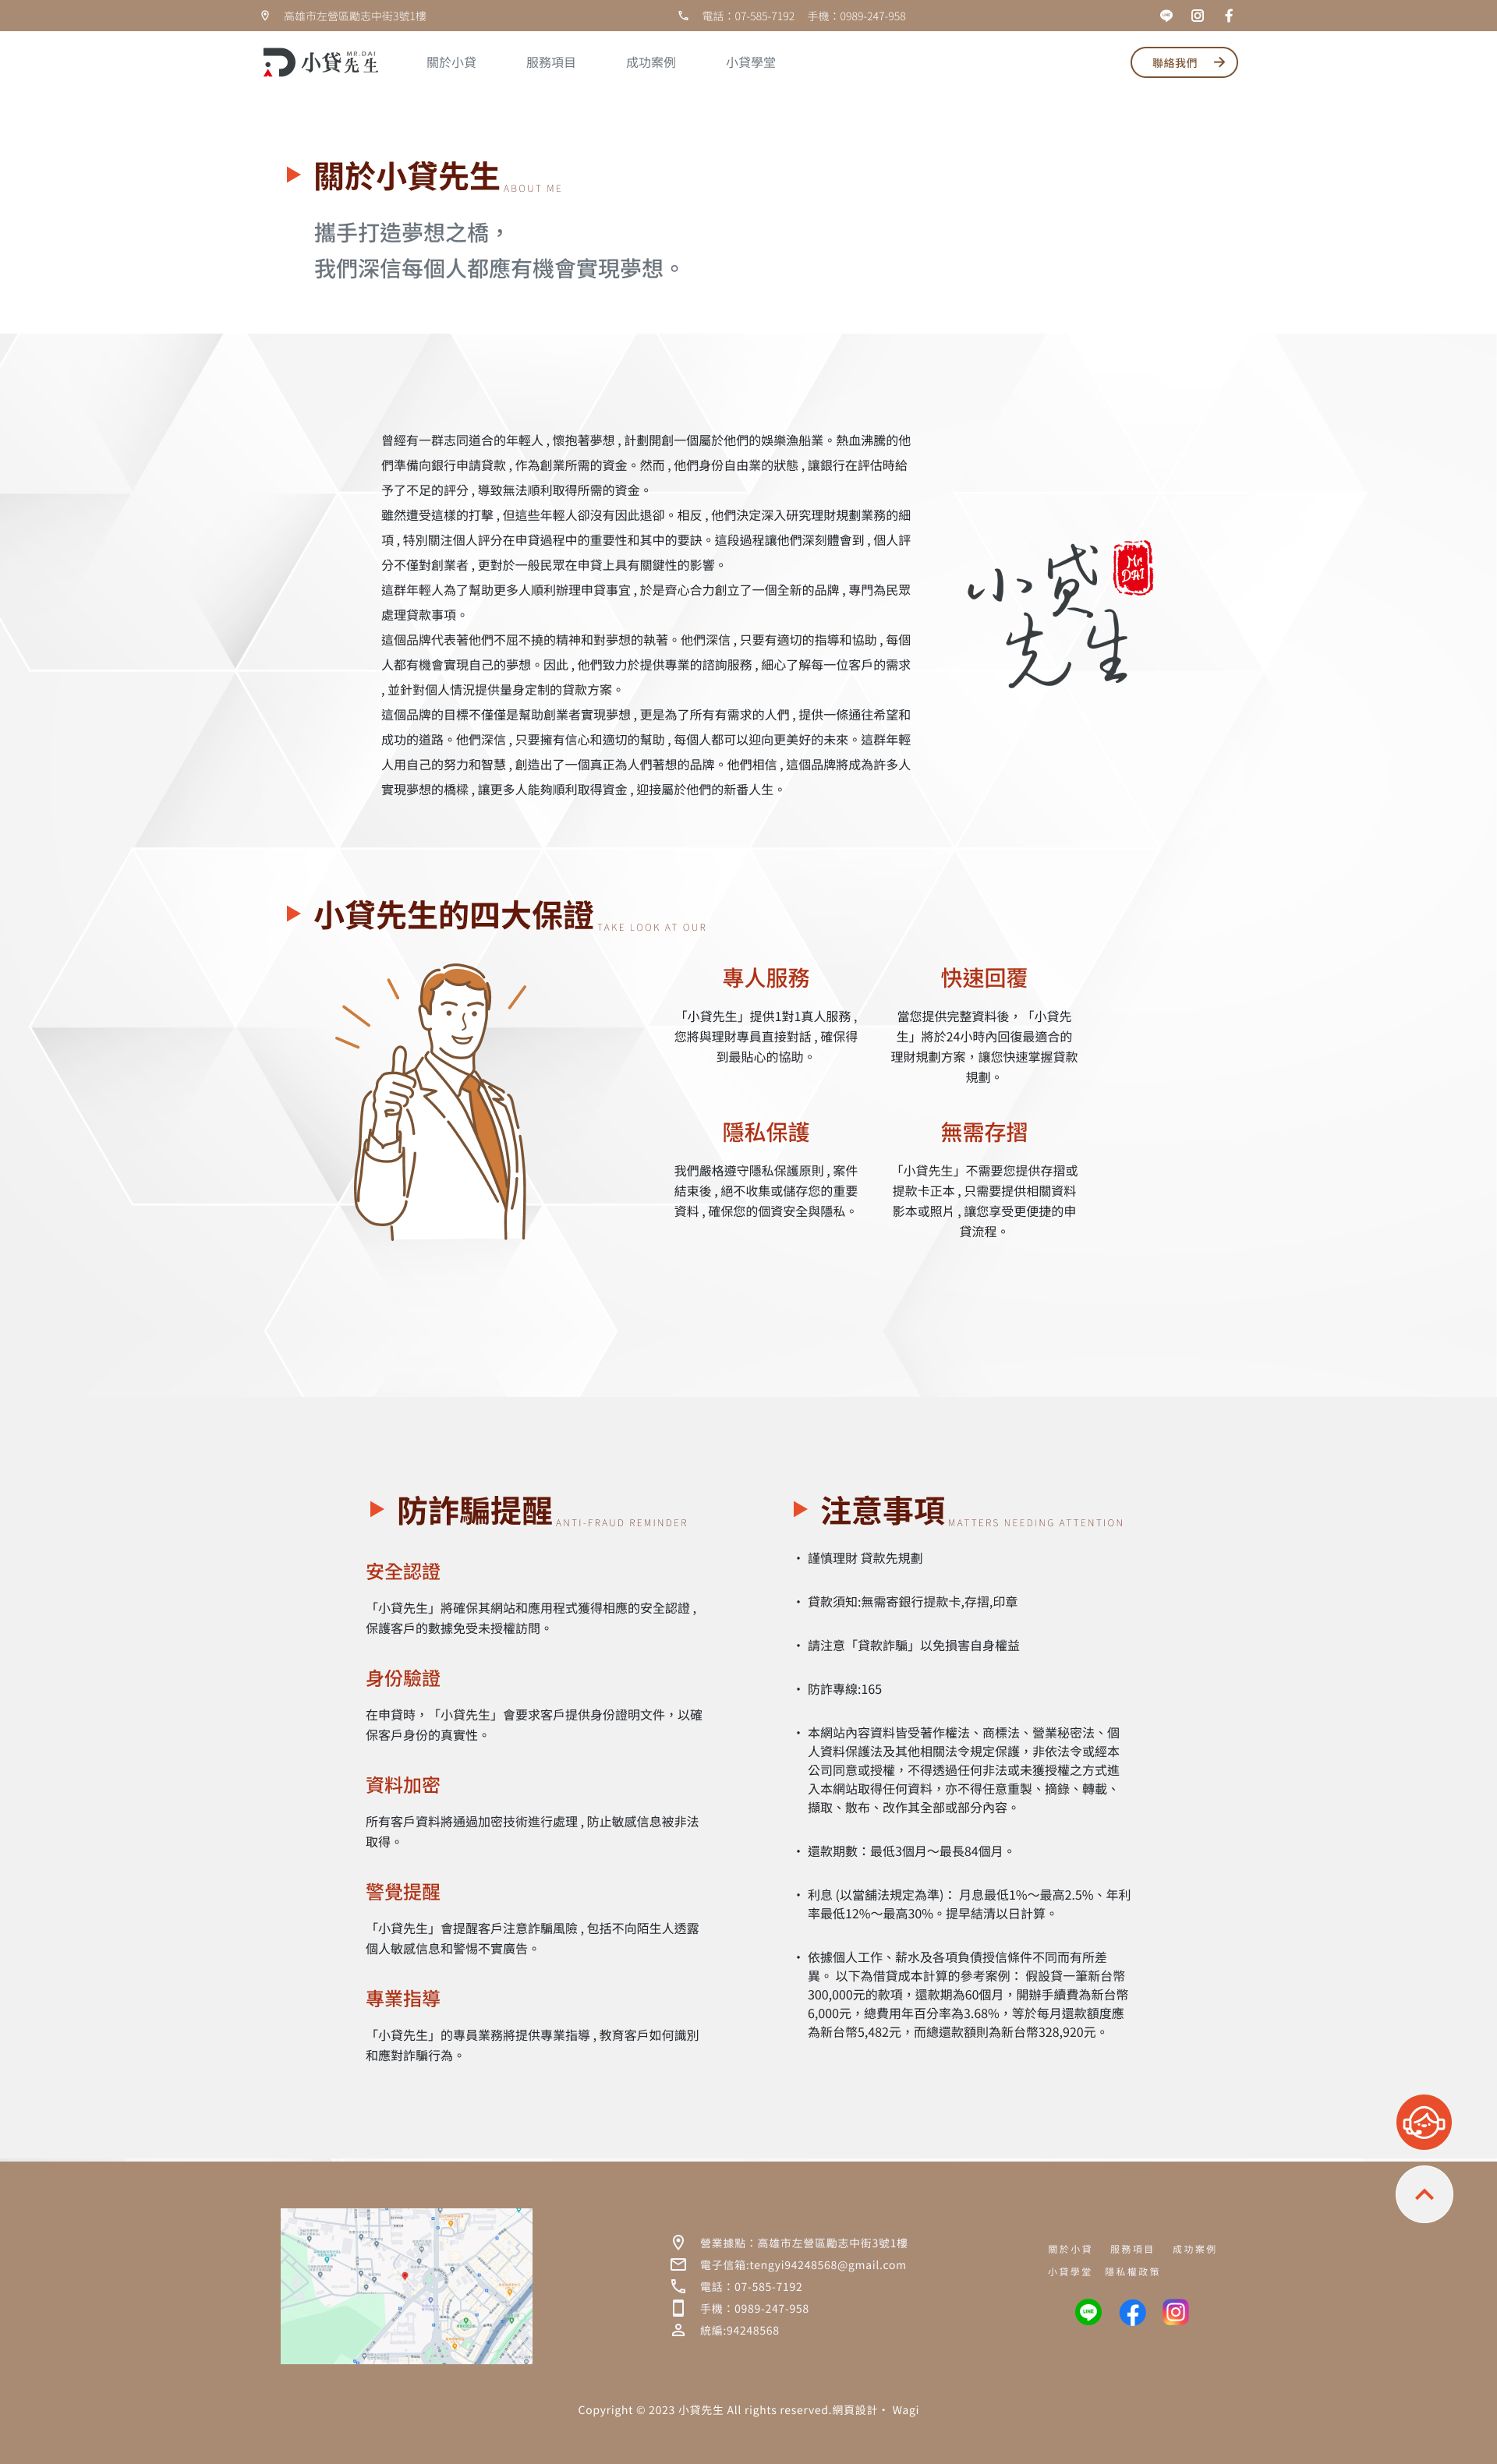 高雄市左營區勵志中街3號1樓
電話：07-585-7192 手機：0989-247-958
MR.DAI
小貸先生
關於小貸 服務項目 成功案例 小貸學堂
聯絡我們
關於小貸先生 ABOUT ME
攜手打造夢想之橋，
我們深信每個人都應有機會實現夢想。
曾經有一群志同道合的年輕人 , 懷抱著夢想 , 計劃開創一個屬於他們的娛樂漁船業。熱血沸騰的他
們準備向銀行申請貸款 , 作為創業所需的資金。然而 , 他們身份自由業的狀態 , 讓銀行在評估時給
予了不足的評分 , 導致無法順利取得所需的資金。
雖然遭受這樣的打擊 , 但這些年輕人卻沒有因此退卻。相反 , 他們決定深入研究理財規劃業務的細
項 , 特別關注個人評分在申貸過程中的重要性和其中的要訣。這段過程讓他們深刻體會到 , 個人評
分不僅對創業者 , 更對於一般民眾在申貸上具有關鍵性的影響。
這群年輕人為了幫助更多人順利辦理申貸事宜 , 於是齊心合力創立了一個全新的品牌 , 專門為民眾
處理貸款事項。
這個品牌代表著他們不屈不撓的精神和對夢想的執著。他們深信 , 只要有適切的指導和協助 , 每個
人都有機會實現自己的夢想。因此 , 他們致力於提供專業的諮詢服務 , 細心了解每一位客戶的需求
, 並針對個人情況提供量身定制的貸款方案。
這個品牌的目標不僅僅是幫助創業者實現夢想 , 更是為了所有有需求的人們 , 提供一條通往希望和
成功的道路。他們深信 , 只要擁有信心和適切的幫助 , 每個人都可以迎向更美好的未來。這群年輕
人用自己的努力和智慧 , 創造出了一個真正為人們著想的品牌。他們相信 , 這個品牌將成為許多人
實現夢想的橋樑 , 讓更多人能夠順利取得資金 , 迎接屬於他們的新番人生。
小貸
先生
Mr
DAI
小貸先生的四大保證 TAKE LOOK AT OUR
專人服務
「小貸先生」提供1對1真人服務 ,
您將與理財專員直接對話 , 確保得
到最貼心的協助。
快速回覆
當您提供完整資料後，「小貸先
生」將於24小時內回復最適合的
理財規劃方案，讓您快速掌握貸款
規劃。
隱私保護
我們嚴格遵守隱私保護原則 , 案件
結束後 , 絕不收集或儲存您的重要
資料 , 確保您的個資安全與隱私。
無需存摺
「小貸先生」不需要您提供存摺或
提款卡正本 , 只需要提供相關資料
影本或照片 , 讓您享受更便捷的申
貸流程。
防詐騙提醒 ANTI-FRAUD REMINDER
安全認證
「小貸先生」將確保其網站和應用程式獲得相應的安全認證 ,
保護客戶的數據免受未授權訪問。
身份驗證
在申貸時，「小貸先生」會要求客戶提供身份證明文件，以確
保客戶身份的真實性。
資料加密
所有客戶資料將通過加密技術進行處理 , 防止敏感信息被非法
取得。
警覺提醒
「小貸先生」會提醒客戶注意詐騙風險 , 包括不向陌生人透露
個人敏感信息和警惕不實廣告。
專業指導
「小貸先生」的專員業務將提供專業指導 , 教育客戶如何識別
和應對詐騙行為。
注意事項 MATTERS NEEDING ATTENTION
• 謹慎理財 貸款先規劃
• 貸款須知:無需寄銀行提款卡,存摺,印章
• 請注意「貸款詐騙」以免損害自身權益
• 防詐專線:165
• 本網站內容資料皆受著作權法、商標法、營業秘密法、個
人資料保護法及其他相關法令規定保護，非依法令或經本
公司同意或授權，不得透過任何非法或未獲授權之方式進
入本網站取得任何資料，亦不得任意重製、摘錄、轉載、
擷取、散布、改作其全部或部分內容。
• 還款期數：最低3個月～最長84個月。
• 利息 (以當舖法規定為準)： 月息最低1%～最高2.5%、年利
率最低12%～最高30%。提早結清以日計算。
• 依據個人工作、薪水及各項負債授信條件不同而有所差
異。 以下為借貸成本計算的參考案例： 假設貸一筆新台幣
300,000元的款項，還款期為60個月，開辦手續費為新台幣
6,000元，總費用年百分率為3.68%，等於每月還款額度應
為新台幣5,482元，而總還款額則為新台幣328,920元。
營業據點：高雄市左營區勵志中街3號1樓
電子信箱:tengyi94248568@gmail.com
電話：07-585-7192
手機：0989-247-958
統編:94248568
關於小貸 服務項目 成功案例
小貸學堂 隱私權政策
LINE
Copyright © 2023 小貸先生 All rights reserved.網頁設計・ Wagi